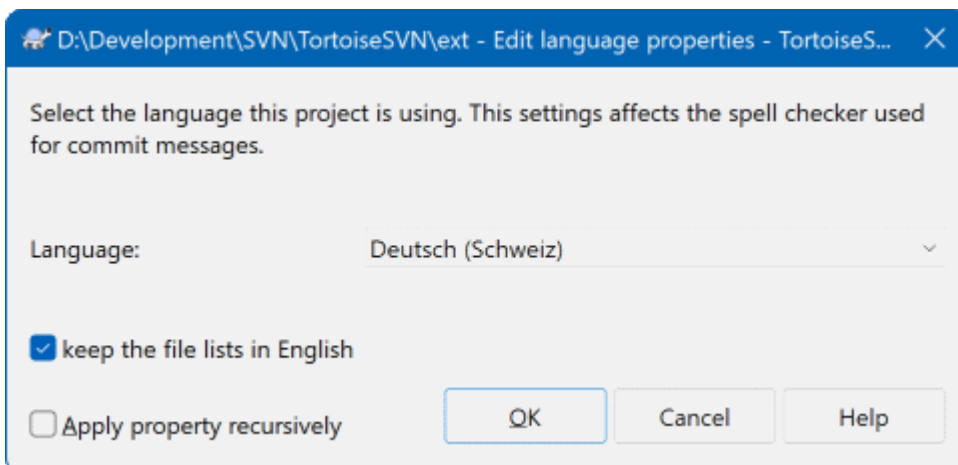 D:\Development\SVN\TortoiseSVN\ext - Edit language properties - TortoiseS...
Select the language this project is using. This settings affects the spell checker used
for commit messages.
Language:
Deutsch (Schweiz)
keep the file lists in English
Apply property recursively
OK
Cancel
Help